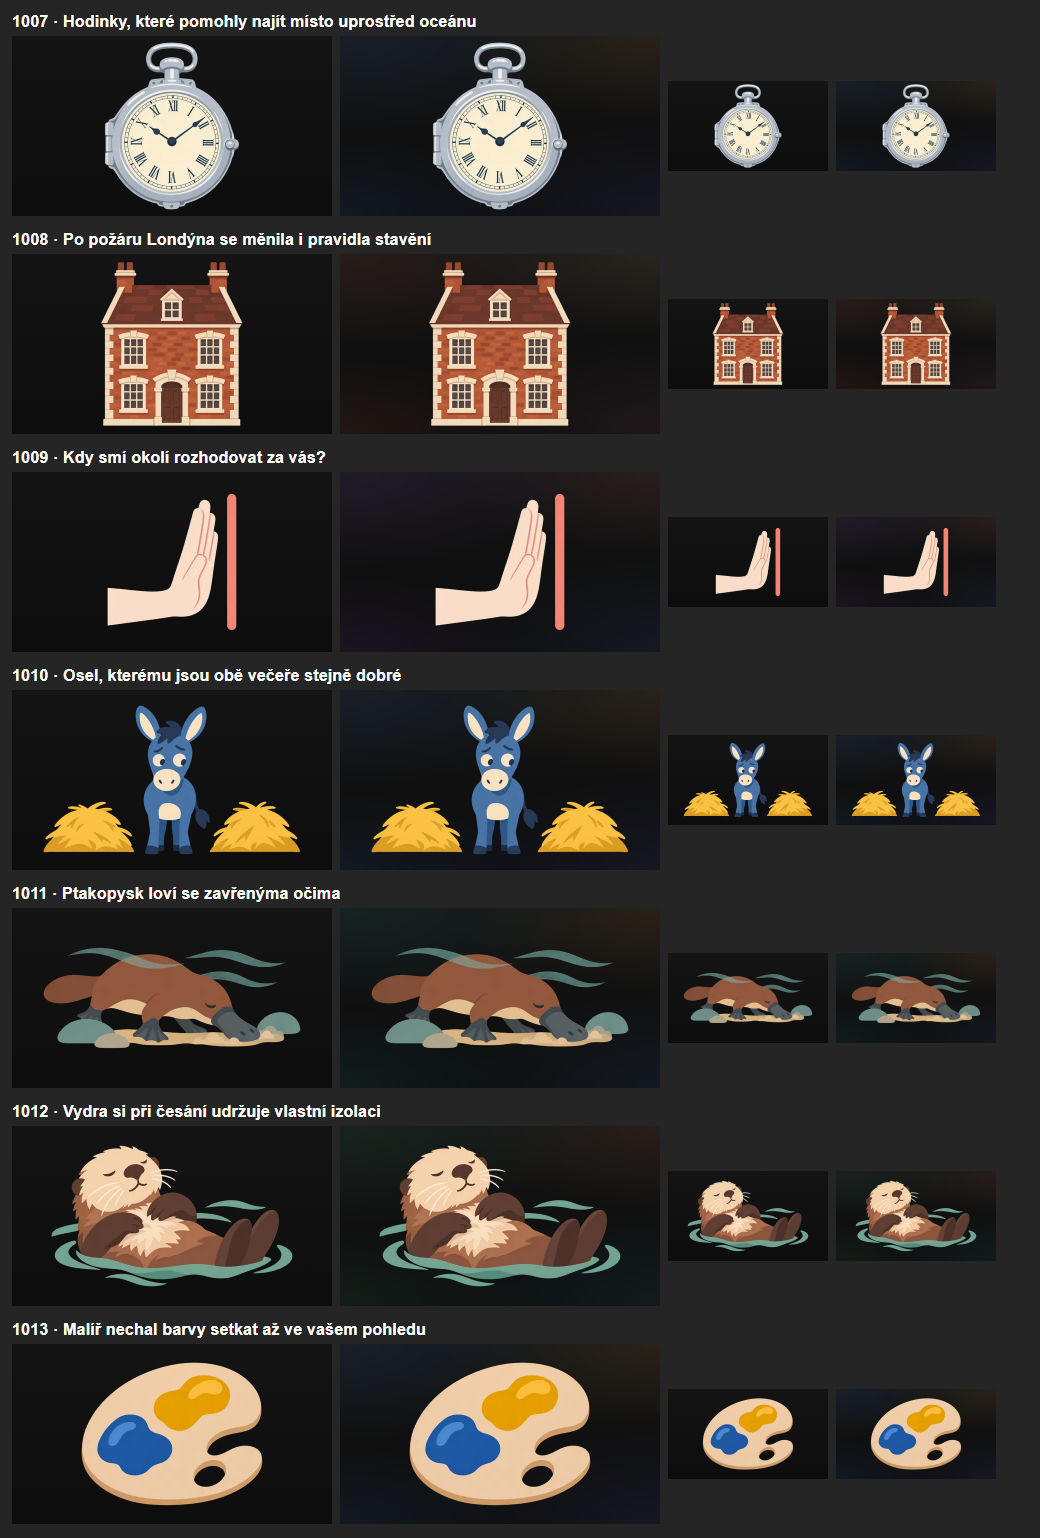 1007 · Hodinky, které pomohly najít místo uprostřed oceánu
1008 · Po požáru Londýna se měnila i pravidla stavění
1009 · Kdy smí okolí rozhodovat za vás?
1010 · Osel, kterému jsou obě večeře stejně dobré
1011 · Ptakopysk loví se zavřenýma očima
1012 · Vydra si při česání udržuje vlastní izolaci
1013 · Malíř nechal barvy setkat až ve vašem pohledu